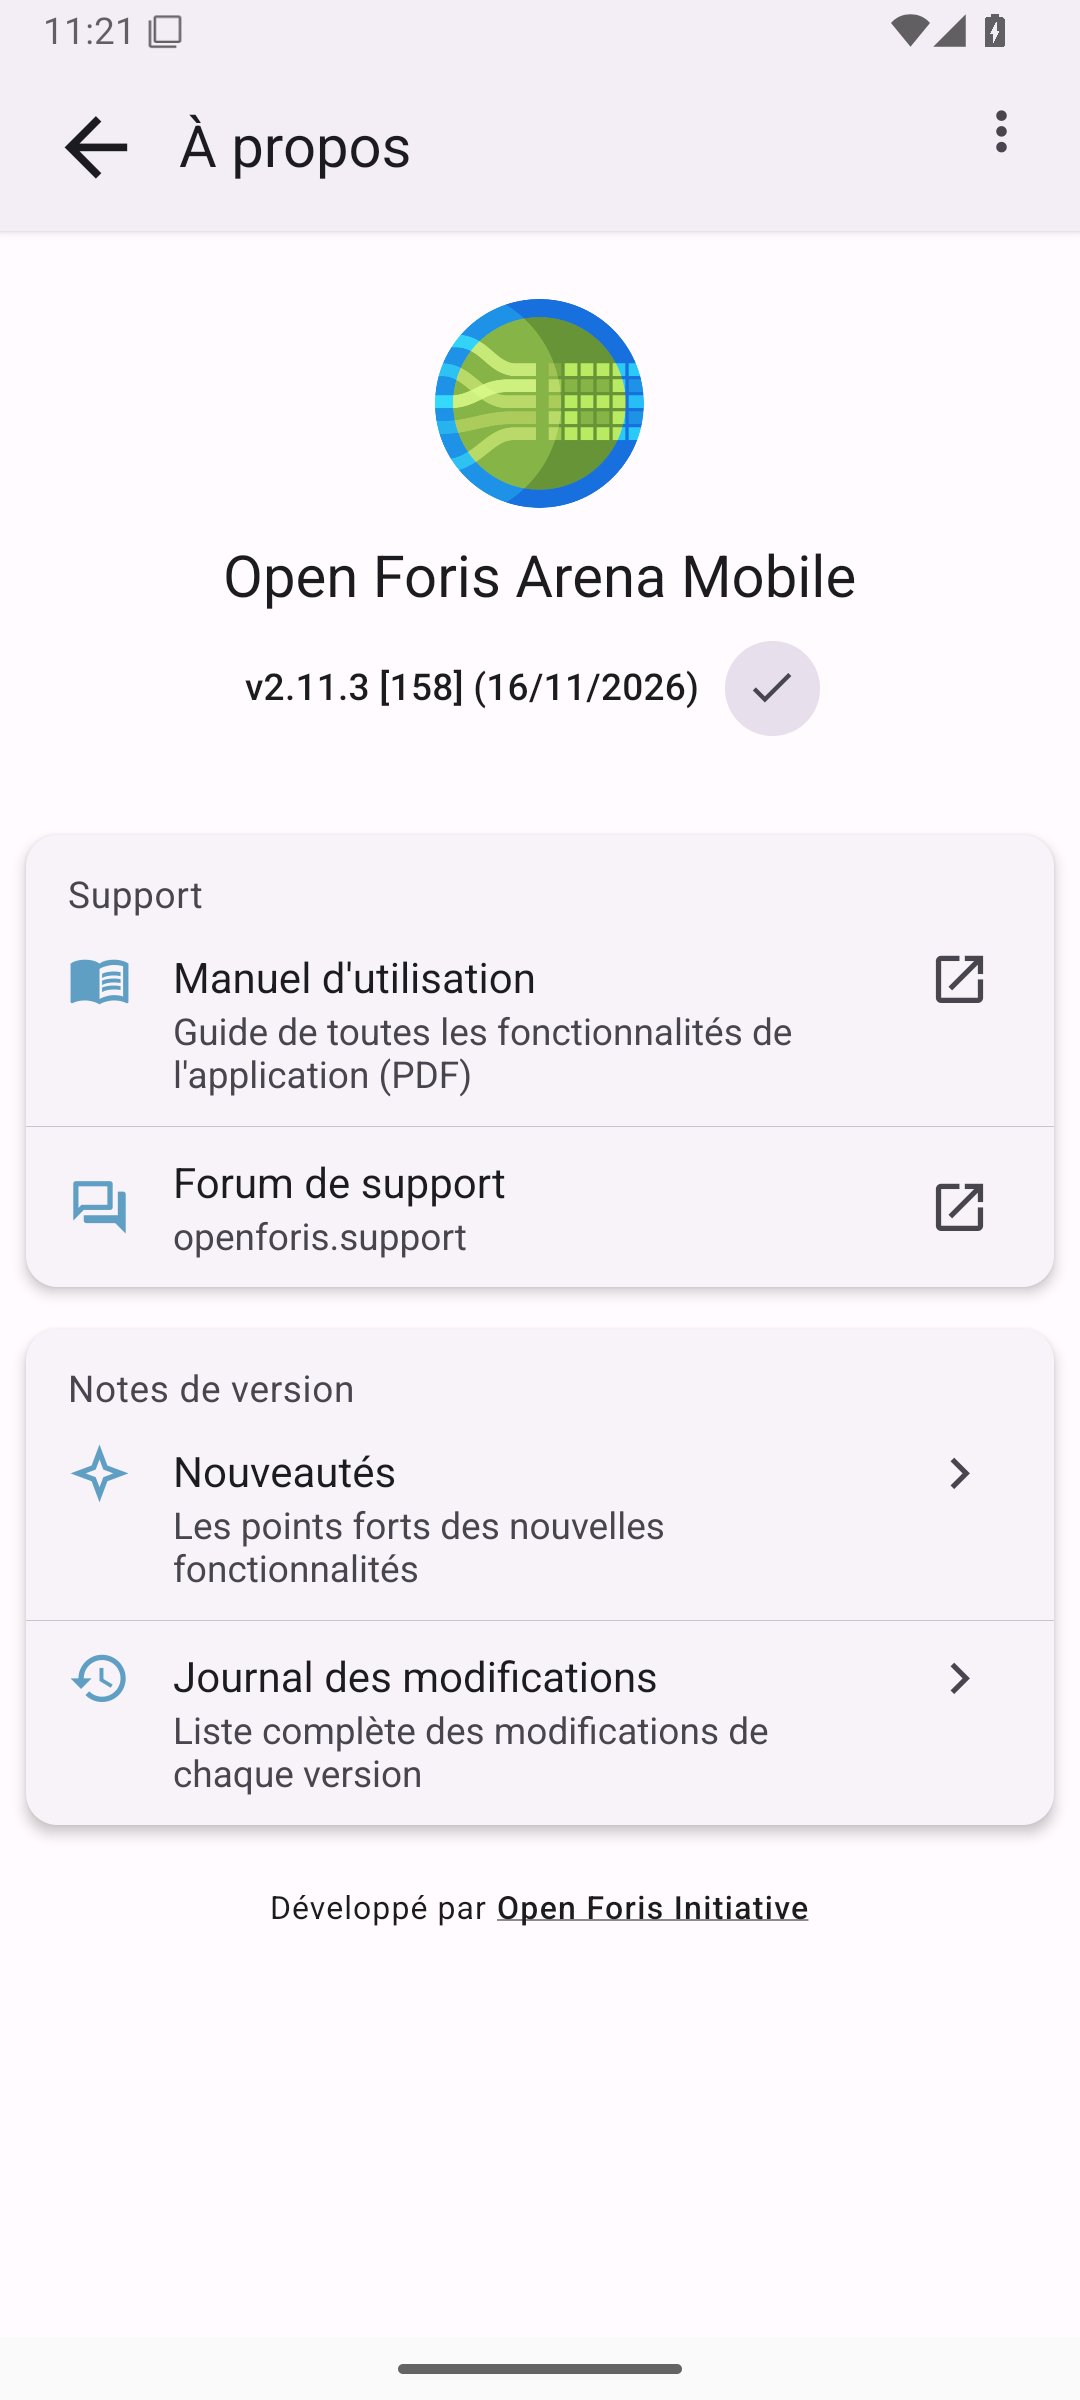 11:21
À propos
Open Foris Arena Mobile
v2.11.3 [158] (16/11/2026)
Support
Manuel d'utilisation
Guide de toutes les fonctionnalités de
l'application (PDF)
Forum de support
openforis.support
Notes de version
Nouveautés
Les points forts des nouvelles
fonctionnalités
Journal des modifications
Liste complète des modifications de
chaque version
Développé par Open Foris Initiative